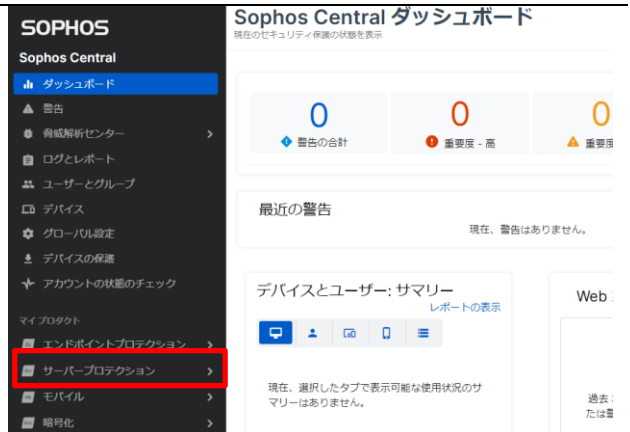 SOPHOS
Sophos Central
ダッシュボード
警告
脅威解析センター
ログとレポート
ユーザーとグループ
デバイス
グローバル設定
デバイスの保護
アカウントの状態のチェック
マイプロダクト
エンドポイントプロテクション
サーバープロテクション
モバイル
暗号化
Sophos Central ダッシュボード
現在のセキュリティ保護の状態を表示
0
警告の合計
0
重要度 - 高
0
重要度
最近の警告
現在、警告はありません。
デバイスとユーザー: サマリー
レポートの表示
現在、選択したタブで表示可能な使用状況のサ
マリーはありません。
Web
過去
たは警